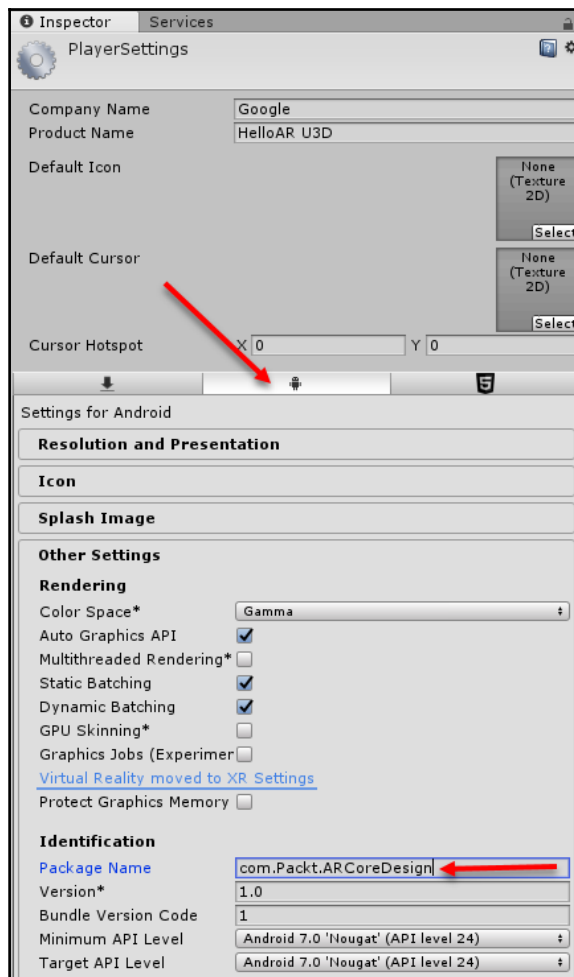 Inspector Services
PlayerSettings
Company Name Google
Product Name HelloAR U3D
Default Icon
None
(Texture
2D)
Select
Default Cursor
None
(Texture
2D)
Select
Cursor Hotspot X 0 Y 0
Settings for Android
Resolution and Presentation
Icon
Splash Image
Other Settings
Rendering
Color Space* Gamma
Auto Graphics API
Multithreaded Rendering*
Static Batching
Dynamic Batching
GPU Skinning*
Graphics Jobs (Experimer
Virtual Reality moved to XR Settings
Protect Graphics Memory
Identification
Package Name com.Packt.ARCoreDesign
Version* 1.0
Bundle Version Code 1
Minimum API Level Android 7.0 'Nougat' (API level 24)
Target API Level Android 7.0 'Nougat' (API level 24)